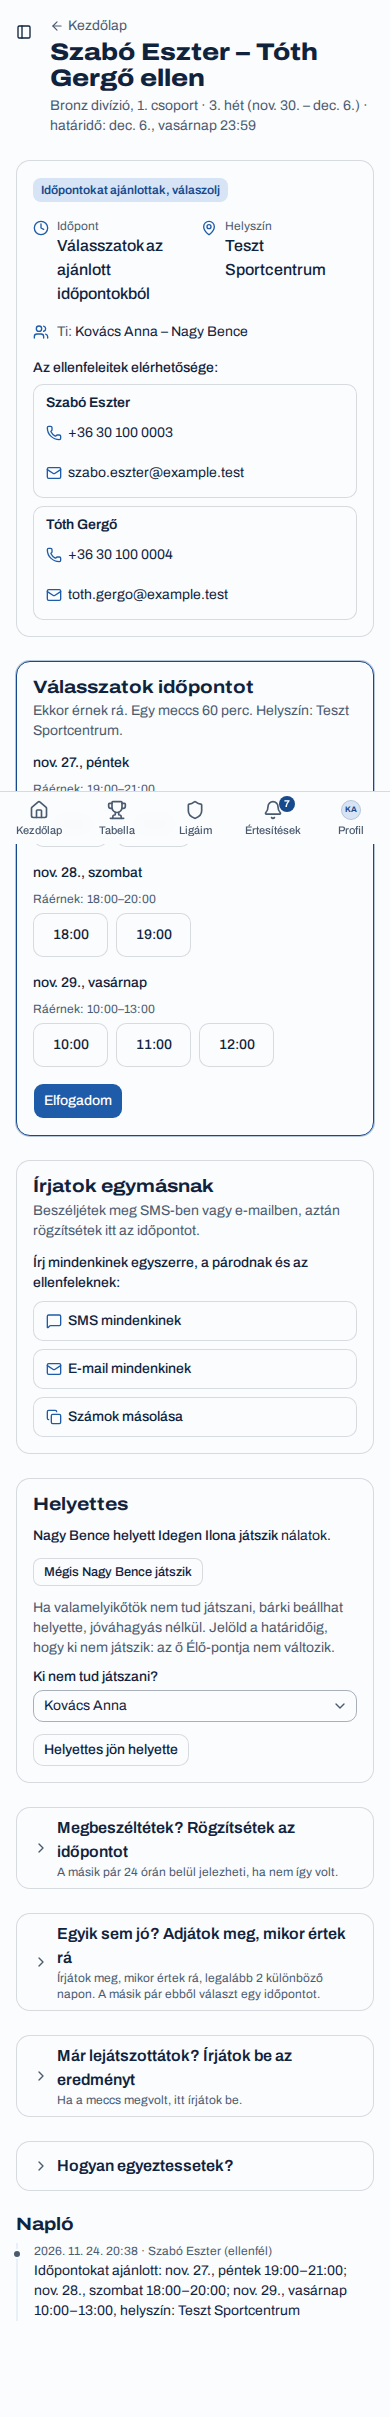 Kezdőlap
Szabó Eszter – Tóth
Gergő ellen
Bronz divízió, 1. csoport · 3. hét (nov. 30. – dec. 6.) ·
határidő: dec. 6., vasárnap 23:59
Időpontokat ajánlottak, válaszolj
Időpont
Válasszatok az
ajánlott
időpontokból
Helyszín
Teszt
Sportcentrum
Ti: Kovács Anna – Nagy Bence
Az ellenfeleitek elérhetősége:
Szabó Eszter
+36 30 100 0003
szabo.eszter@example.test
Tóth Gergő
+36 30 100 0004
toth.gergo@example.test
Válasszatok időpontot
Ekkor érnek rá. Egy meccs 60 perc. Helyszín: Teszt
Sportcentrum.
nov. 27., péntek
Ráérnek: 19:00–21:00
Kezdőlap
Tabella
Ligáim
7
Értesítések
KA
Profil
nov. 28., szombat
Ráérnek: 18:00–20:00
18:00
19:00
nov. 29., vasárnap
Ráérnek: 10:00–13:00
10:00
11:00
12:00
Elfogadom
Írjatok egymásnak
Beszéljétek meg SMS-ben vagy e-mailben, aztán
rögzítsétek itt az időpontot.
Írj mindenkinek egyszerre, a párodnak és az
ellenfeleknek:
SMS mindenkinek
E-mail mindenkinek
Számok másolása
Helyettes
Nagy Bence helyett Idegen Ilona játszik nálatok.
Mégis Nagy Bence játszik
Ha valamelyikőtök nem tud játszani, bárki beállhat
helyette, jóváhagyás nélkül. Jelöld a határidőig,
hogy ki nem játszik: az ő Élő-pontja nem változik.
Ki nem tud játszani?
Kovács Anna
Helyettes jön helyette
Megbeszéltétek? Rögzítsétek az
időpontot
A másik pár 24 órán belül jelezheti, ha nem így volt.
Egyik sem jó? Adjátok meg, mikor értek
rá
Írjátok meg, mikor értek rá, legalább 2 különböző
napon. A másik pár ebből választ egy időpontot.
Már lejátszottátok? Írjátok be az
eredményt
Ha a meccs megvolt, itt írjátok be.
Hogyan egyeztessetek?
Napló
2026. 11. 24. 20:38 · Szabó Eszter (ellenfél)
Időpontokat ajánlott: nov. 27., péntek 19:00–21:00;
nov. 28., szombat 18:00–20:00; nov. 29., vasárnap
10:00–13:00, helyszín: Teszt Sportcentrum